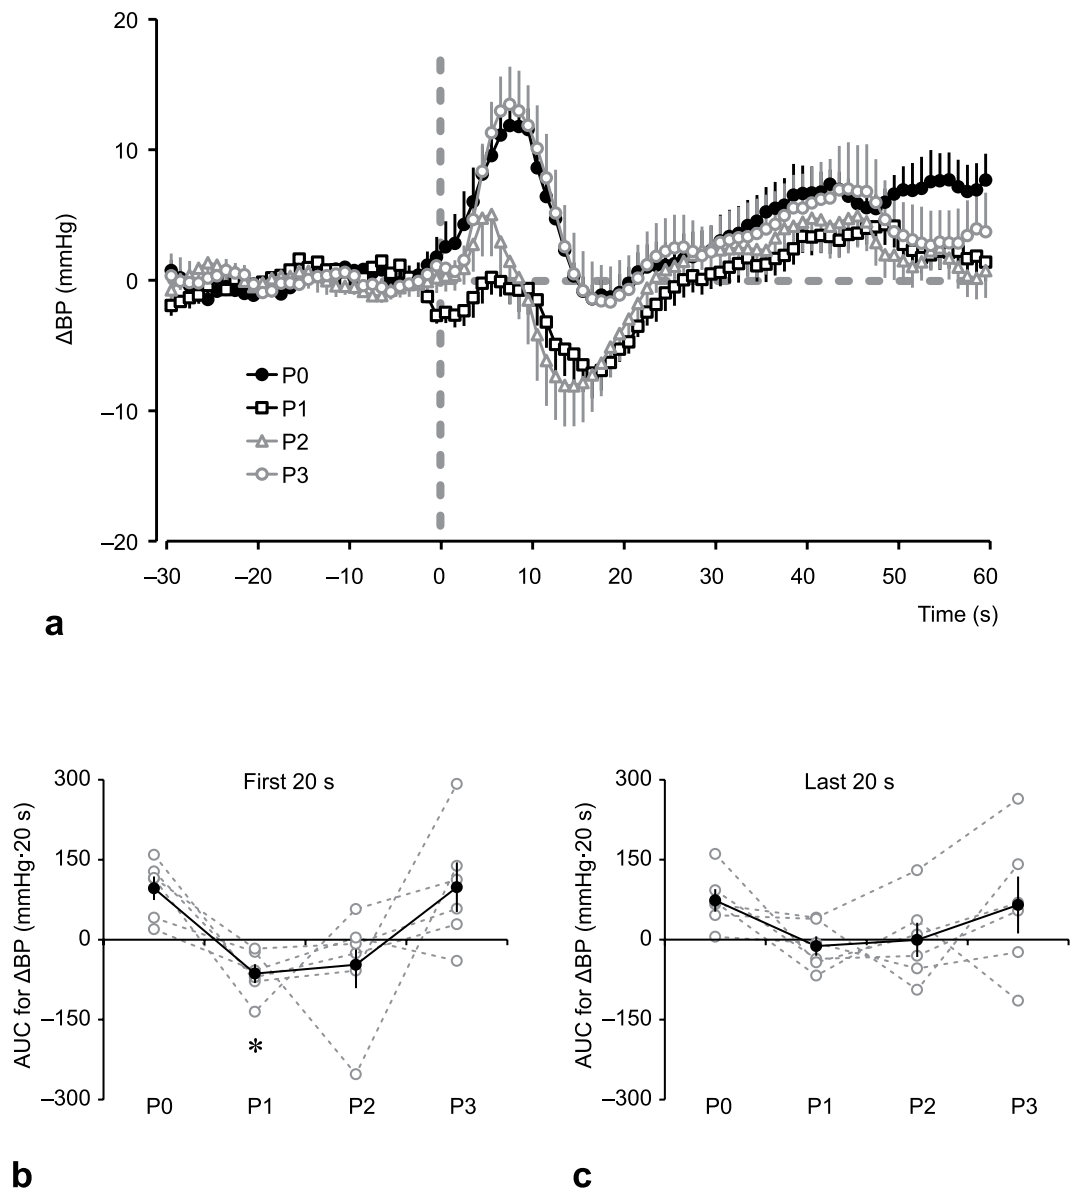 20
10
0
–10
–20
ΔBP (mmHg)
P0
P1
P2
P3
–30 –20 –10 0 10 20 30 40 50 60
Time (s)
a
First 20 s
300
150
0
–150
–300
AUC for ΔBP (mmHg·20 s)
*
P0 P1 P2 P3
b
Last 20 s
300
150
0
–150
–300
AUC for ΔBP (mmHg·20 s)
P0 P1 P2 P3
c